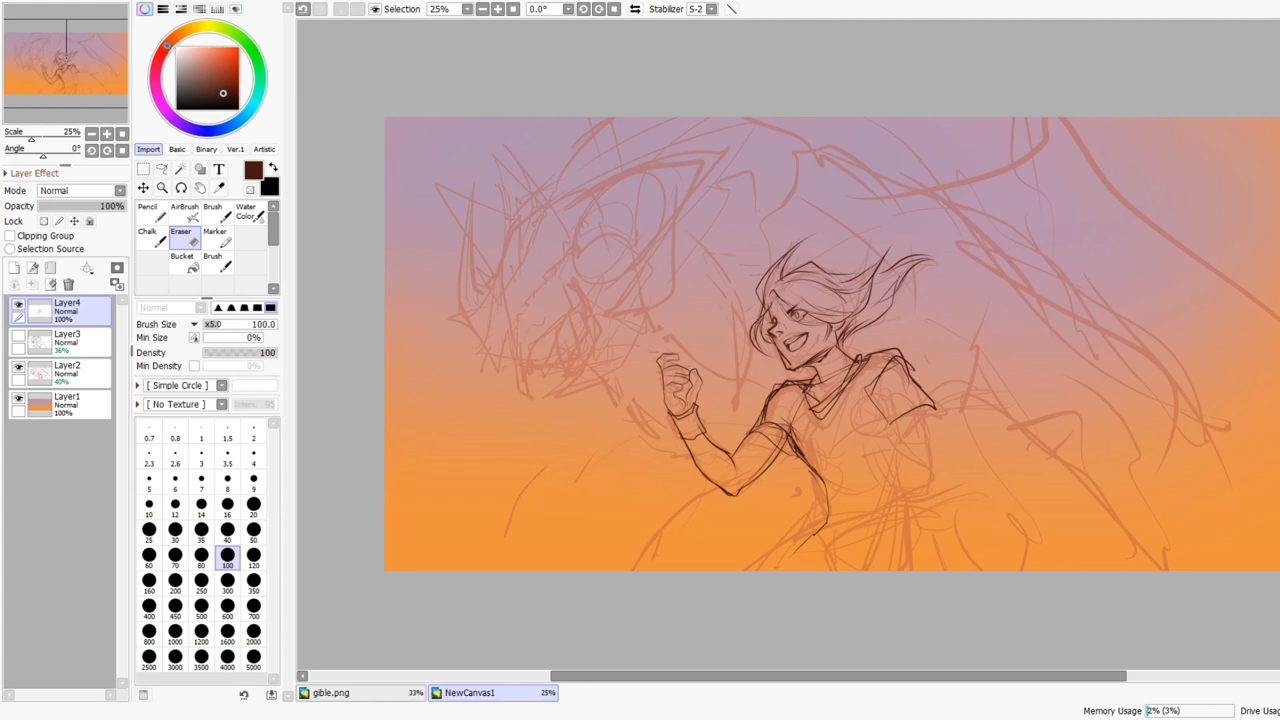 Selection
25%
0.0°
Stabilizer
S-2
Scale
25%
Angle
0°
Layer Effect
Mode
Normal
Opacity
100%
Lock
Clipping Group
Selection Source
Layer4
Normal
100%
Layer3
Normal
36%
Layer2
Normal
40%
Layer1
Normal
100%
Import Basic Binary Ver.1 Artistic
T
Pencil AirBrush Brush Water Color
Chalk Eraser Marker
Bucket Brush
Normal
Brush Size x5.0 100.0
Min Size 0%
Density 100
Min Density 0%
[ Simple Circle ]
[ No Texture ]
0.7 0.8 1 1.5 2
2.3 2.6 3 3.5 4
5 6 7 8 9
10 12 14 16 20
25 30 35 40 50
60 70 80 100 120
160 200 250 300 350
400 450 500 600 700
800 1000 1200 1600 2000
2500 3000 3500 4000 5000
gible.png 33%
NewCanvas1 25%
Memory Usage 2% (3%) Drive Usa